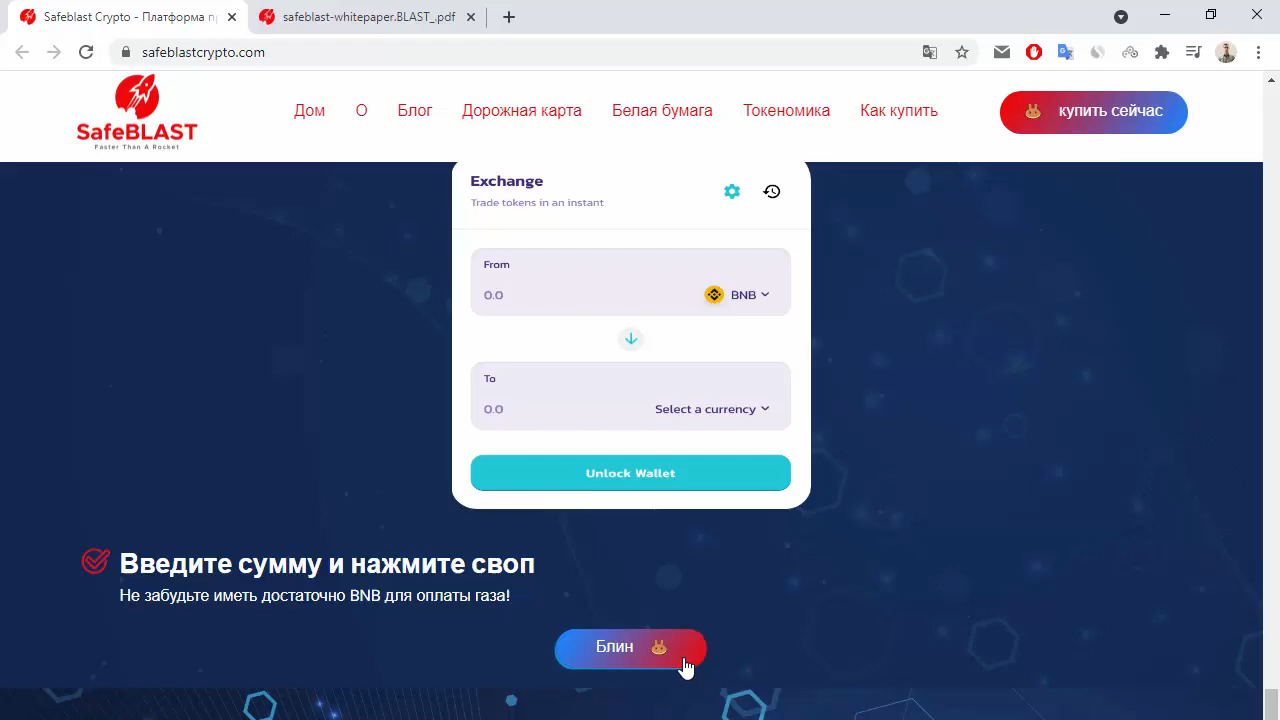 Safeblast Crypto - Платформа п
safeblast-whitepaper.BLAST_.pdf
safeblastcrypto.com
SafeBLAST
Faster Than A Rocket
Дом
О
Блог
Дорожная карта
Белая бумага
Токеномика
Как купить
купить сейчас
Exchange
Trade tokens in an instant
From
0.0
BNB
To
0.0
Select a currency
Unlock Wallet
Введите сумму и нажмите своп
Не забудьте иметь достаточно BNB для оплаты газа!
Блин